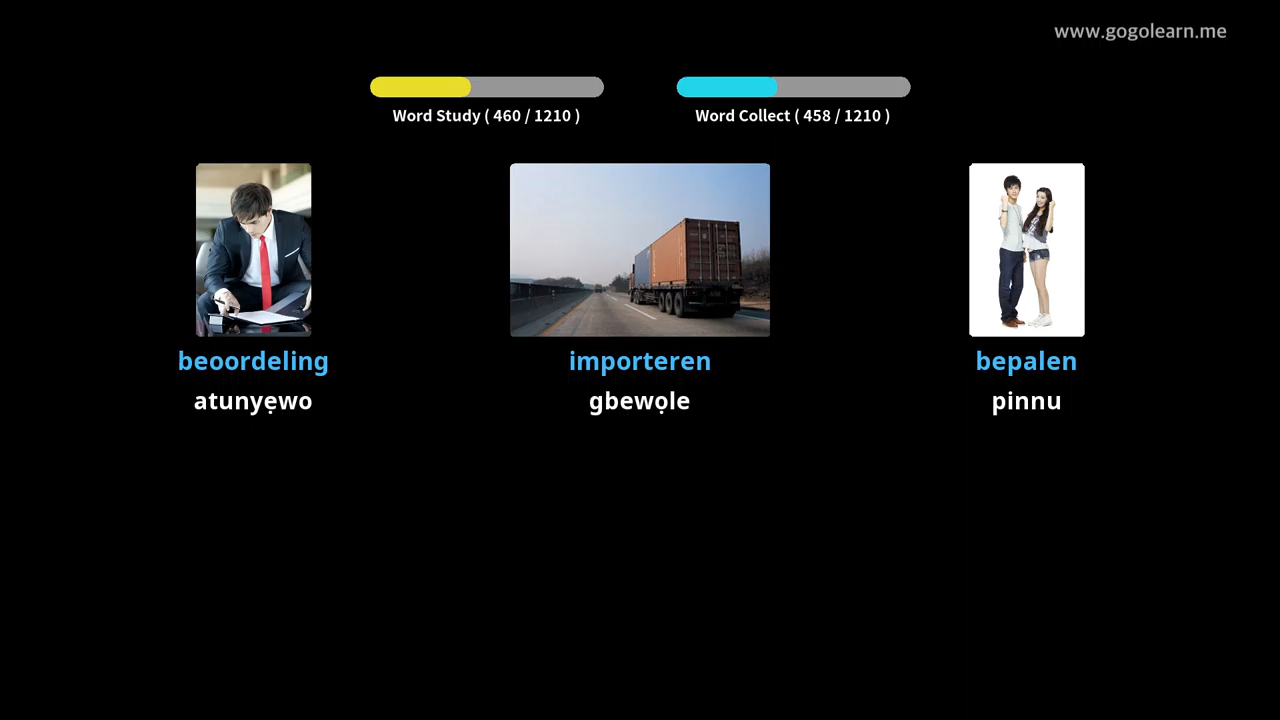 www.gogolearn.me
Word Study ( 460 / 1210 )
Word Collect ( 458 / 1210 )
beoordeling
importeren
bepalen
atunyẹwo
gbewọle
pinnu